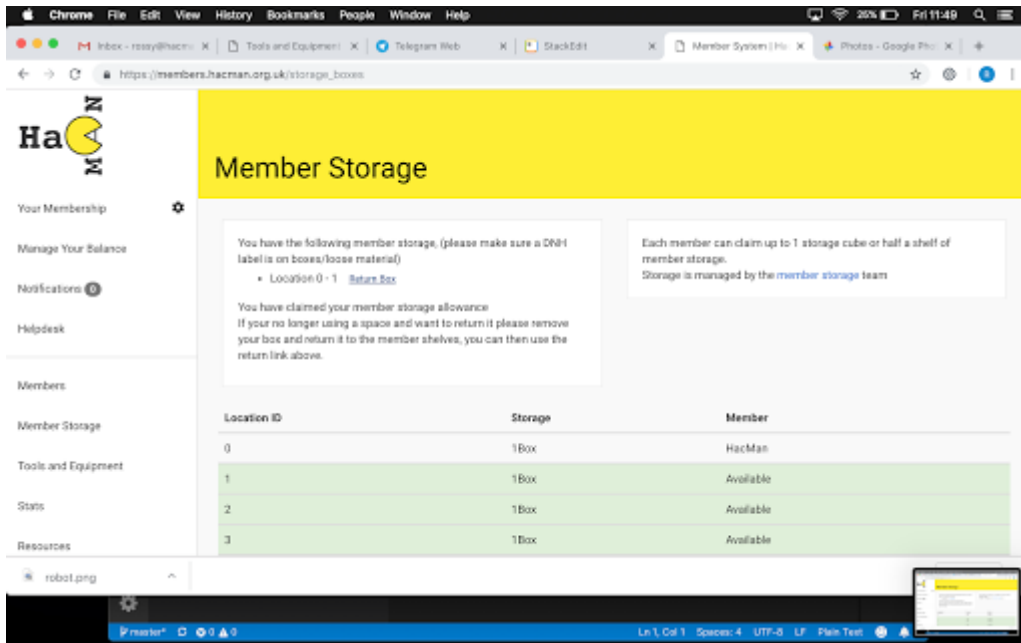 Chrome File Edit View History Bookmarks People Window Help 26% Fri 11:49
Tools and Equipment Telegram Web StackEdit Member System Photos - Google
https://members.hacman.org.uk/storage_boxes
HaCMAN
Member Storage
Your Membership
Manage Your Balance
Notifications 0
Helpdesk
Members
Member Storage
Tools and Equipment
Stats
Resources
You have the following member storage, (please make sure a DNH
label is on boxes/loose material)
• Location 0 - 1 Return Box
You have claimed your member storage allowance
If your no longer using a space and want to return it please remove
your box and return it to the member shelves, you can then use the
return link above.
Each member can claim up to 1 storage cube or half a shelf of
member storage.
Storage is managed by the member storage team
Location ID Storage Member
0 1Box HacMan
1 1Box Available
2 1Box Available
3 1Box Available
robot.png
master* 0 0
Ln 1, Col 1 Spaces: 4 UTF-8 LF Plain Text